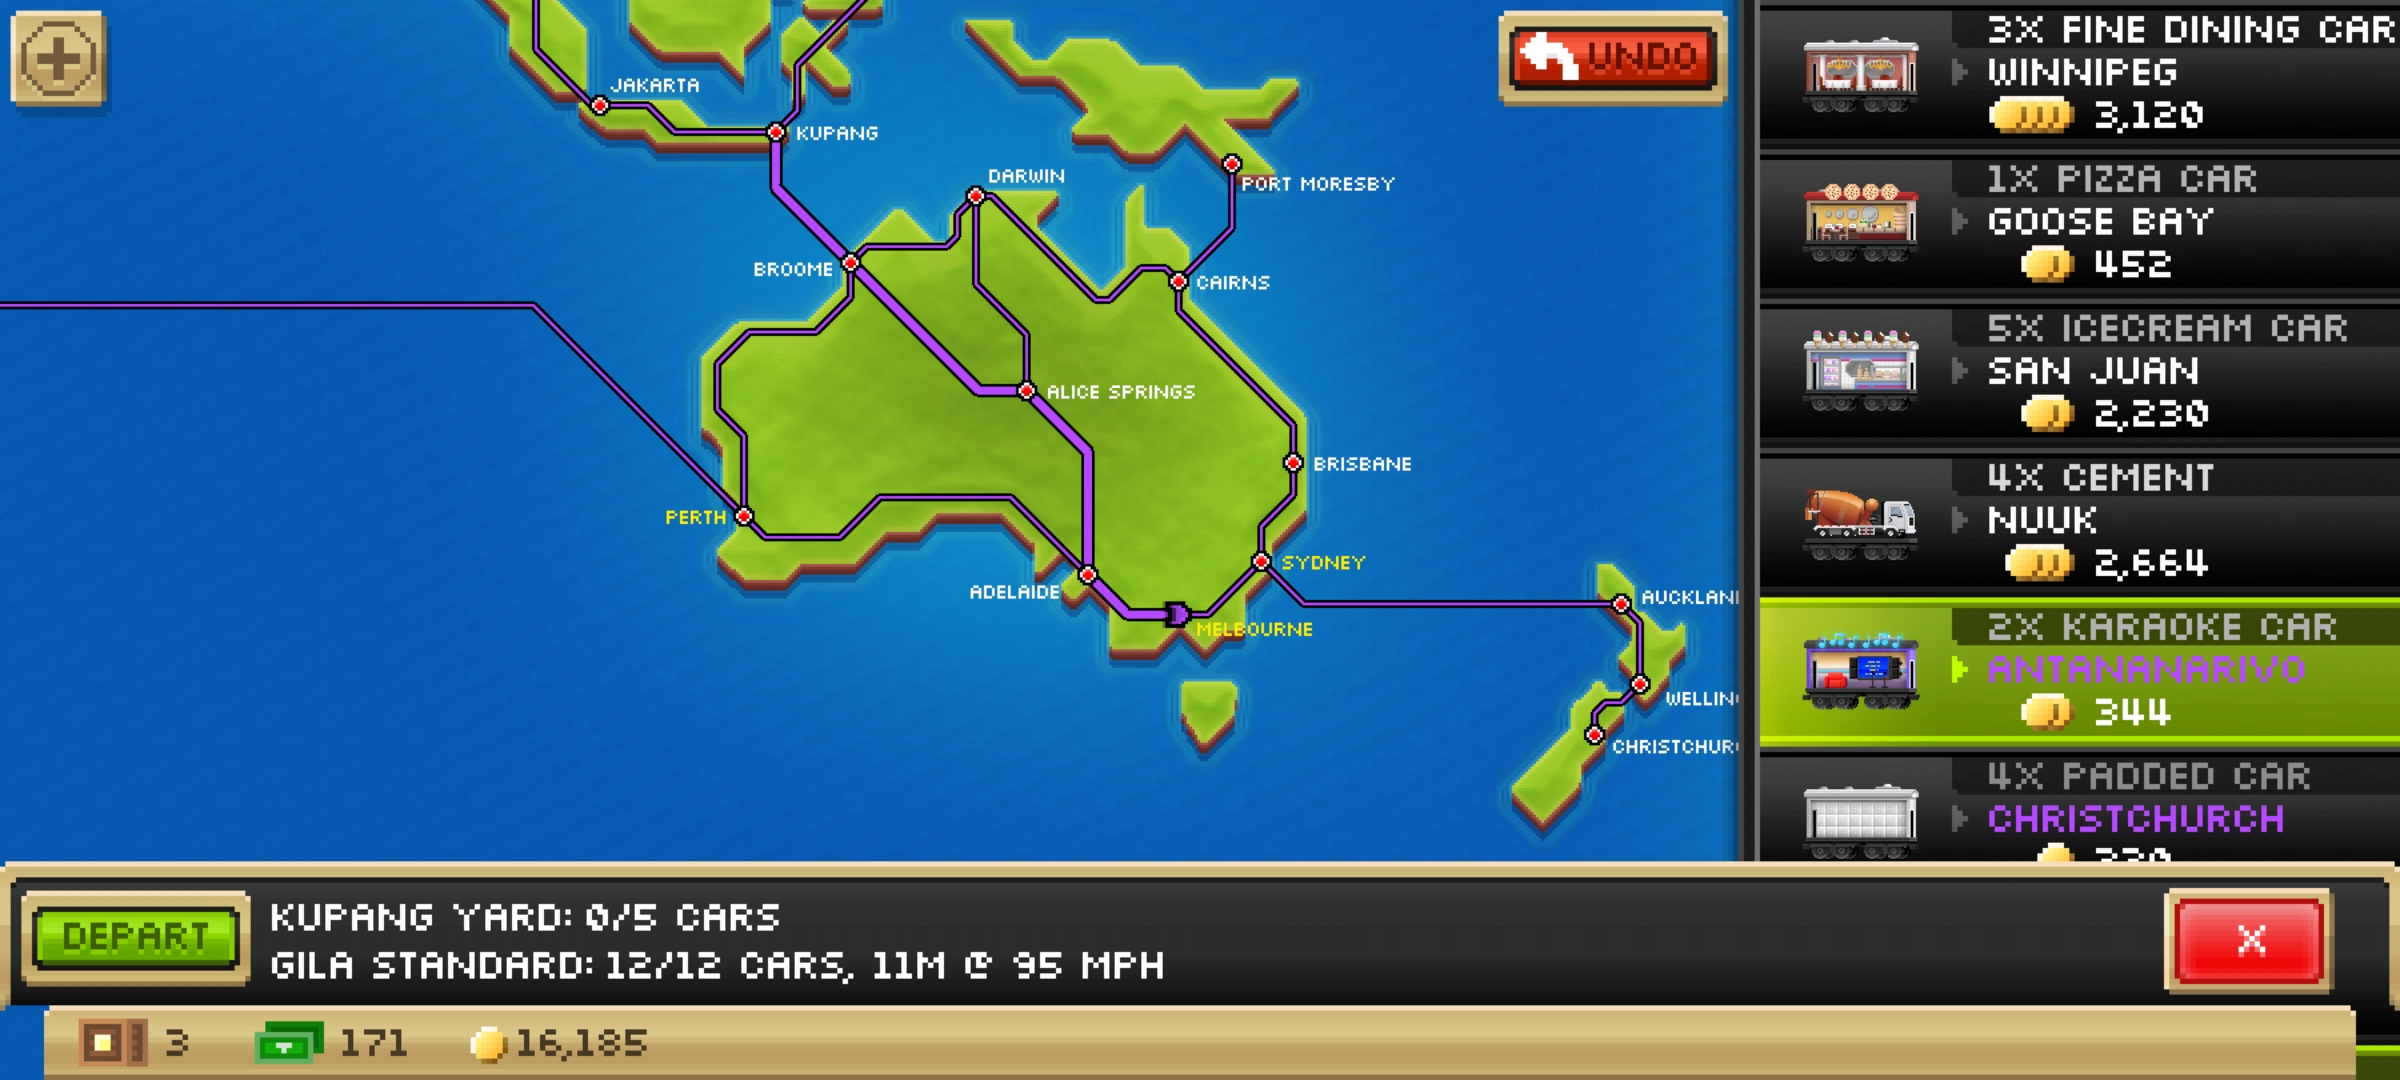 JAKARTA
KUPANG
DARWIN
PORT MORESBY
BROOME
CAIRNS
ALICE SPRINGS
BRISBANE
PERTH
SYDNEY
ADELAIDE
MELBOURNE
AUCKLAN
WELLIN
CHRISTCHUR
UNDO
3X FINE DINING CAR
WINNIPEG
3,120
1X PIZZA CAR
GOOSE BAY
452
5X ICECREAM CAR
SAN JUAN
2,230
4X CEMENT
NUUK
2,664
2X KARAOKE CAR
ANTANANARIVO
344
4X PADDED CAR
CHRISTCHURCH
DEPART
KUPANG YARD: 0/5 CARS
GILA STANDARD: 12/12 CARS, 11M @ 95 MPH
X
3
171
16,185